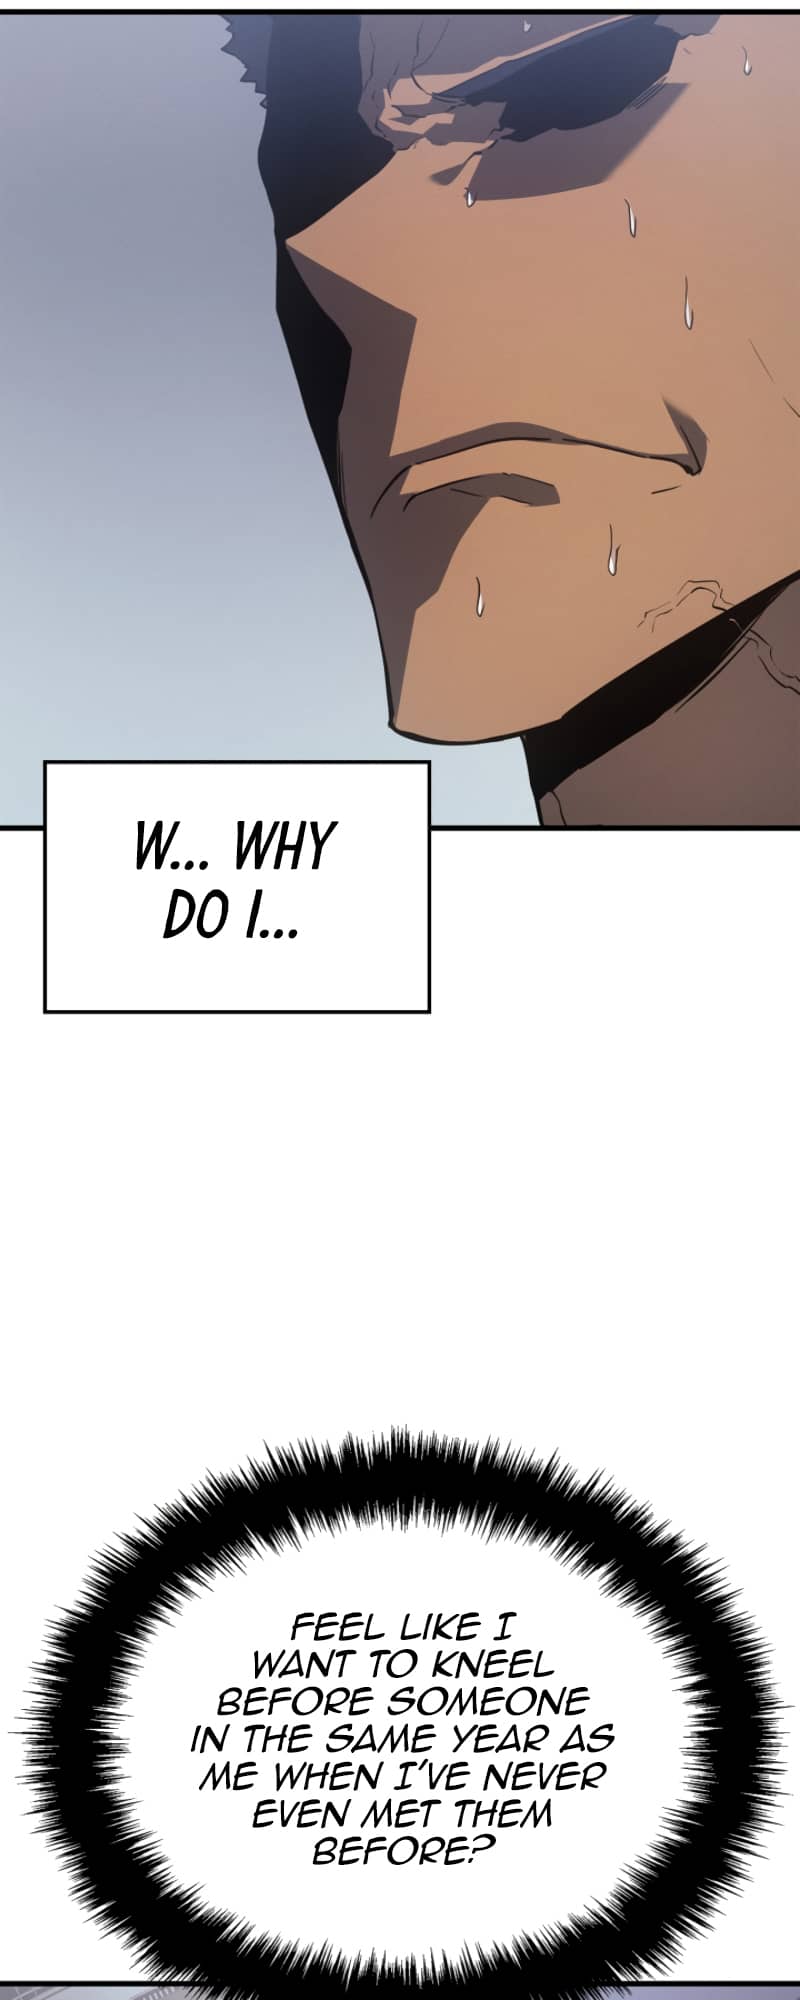 W... WHY
DO I...
FEEL LIKE I
WANT TO KNEEL
BEFORE SOMEONE
IN THE SAME YEAR AS
ME WHEN I'VE NEVER
EVEN MET THEM
BEFORE?